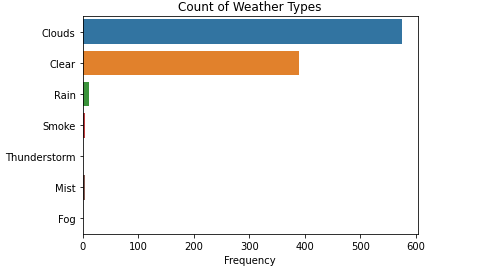 Count of Weather Types
Clouds
Clear
Rain
Smoke
Thunderstorm
Mist
Fog
0 100 200 300 400 500 600
Frequency